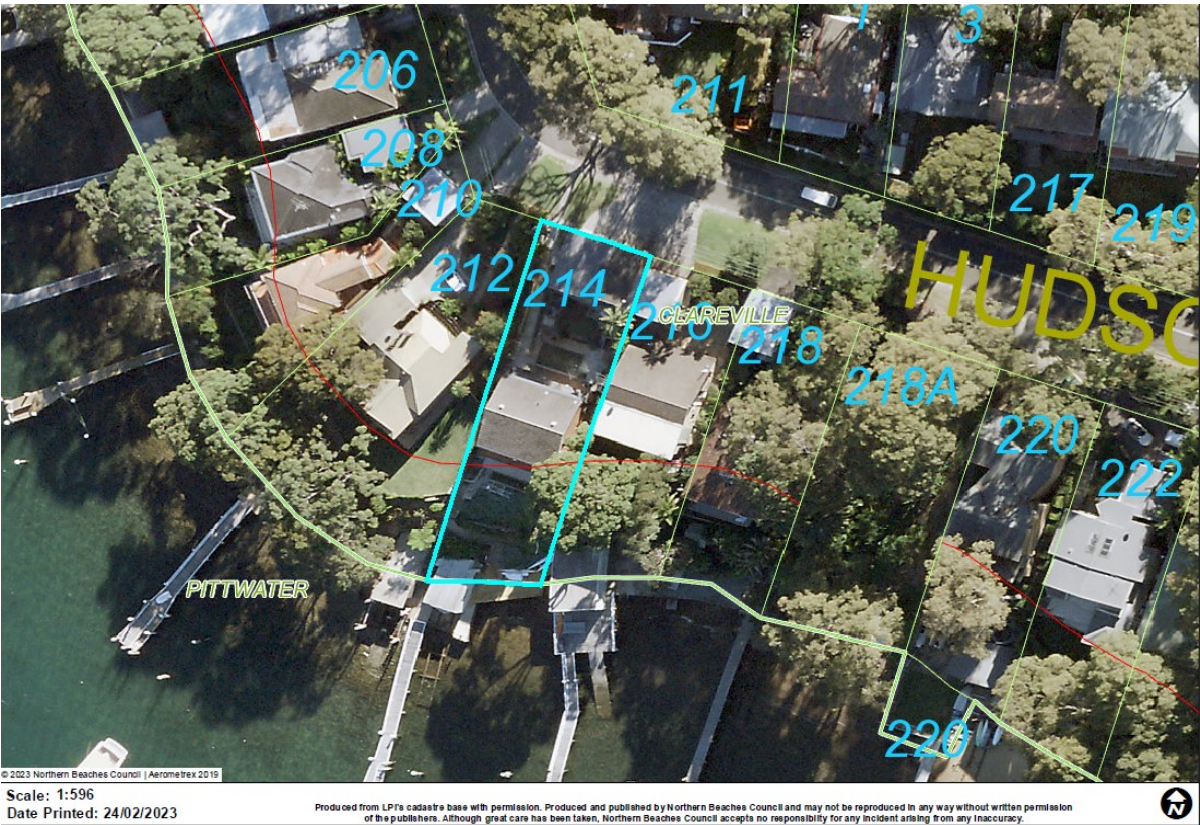 206
208
210
212
214
216
218
218A
220
222
220
211
1
3
217
219
HUDSO
CLAREVILLE
PITTWATER
© 2023 Northern Beaches Council | Aerometrex 2019
Scale: 1:596
Date Printed: 24/02/2023
Produced from LPI's cadastre base with permission. Produced and published by Northern Beaches Council and may not be reproduced in any way without written permission
of the publishers. Although great care has been taken, Northern Beaches Council accepts no responsibility for any incident arising from any inaccuracy.
N